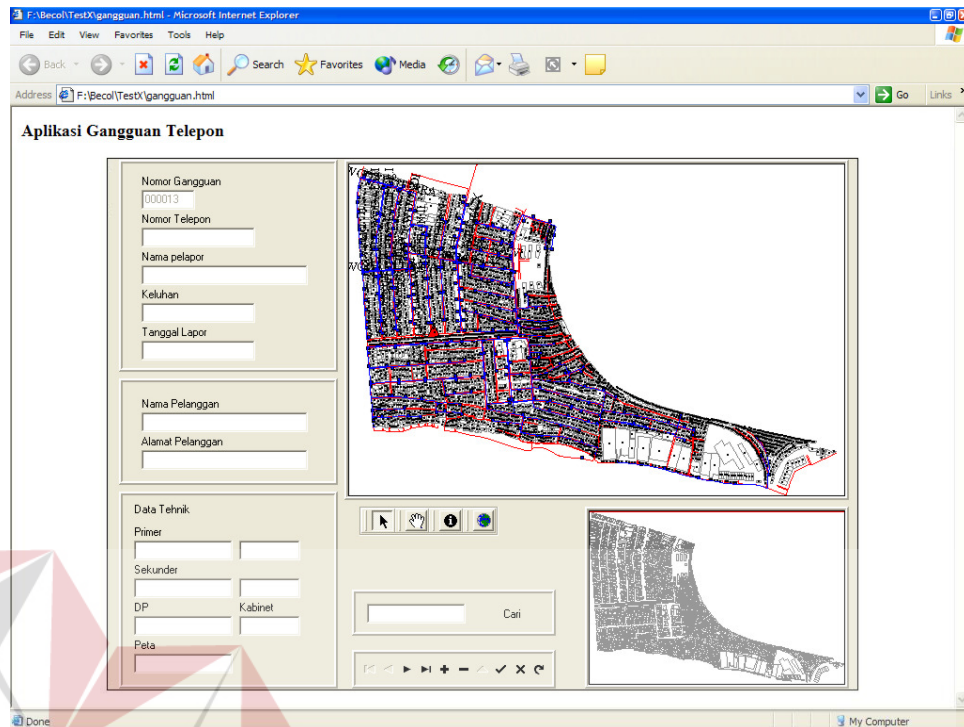 F:\Becol\TestX\gangguan.html - Microsoft Internet Explorer
File Edit View Favorites Tools Help
Back Search Favorites Media
Address F:\Becol\TestX\gangguan.html Go Links
Aplikasi Gangguan Telepon
Nomor Gangguan
000013
Nomor Telepon
Nama pelapor
Keluhan
Tanggal Lapor
Nama Pelanggan
Alamat Pelanggan
Data Tehnik
Primer
Sekunder
DP Kabinet
Peta
Cari
Done My Computer